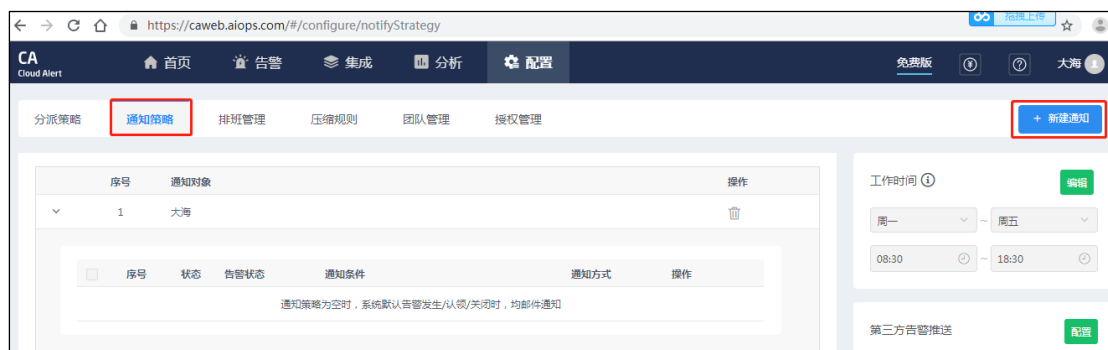 https://caweb.aiops.com/#/configure/notifyStrategy
拖拽上传
CA
Cloud Alert
首页 告警 集成 分析 配置 免费版 大海
分派策略 通知策略 排班管理 压缩规则 团队管理 授权管理 + 新建通知
序号 通知对象 操作
1 大海
序号 状态 告警状态 通知条件 通知方式 操作
通知策略为空时，系统默认告警发生/认领/关闭时，均邮件通知
工作时间 编辑
周一 ~ 周五
08:30 ~ 18:30
第三方告警推送 配置